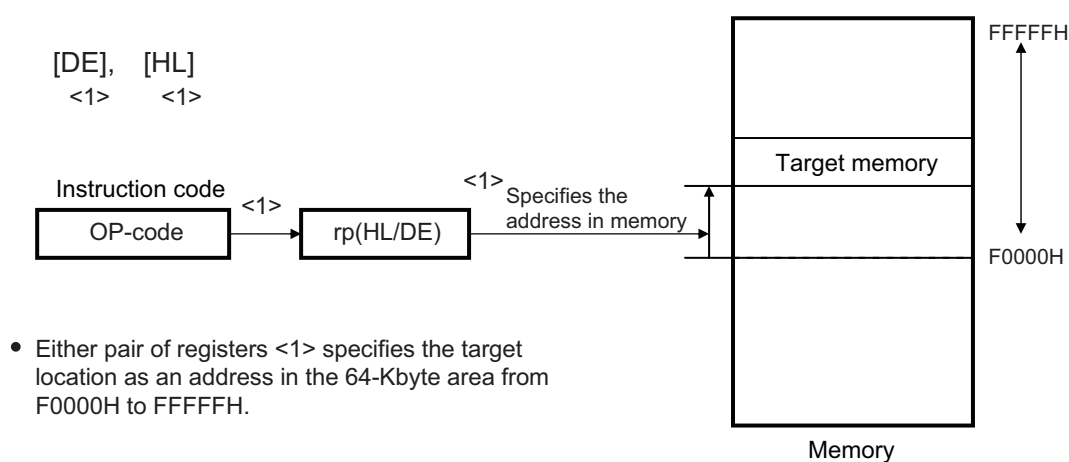 [DE], [HL]
<1> <1>
Instruction code
OP-code
<1>
rp(HL/DE)
<1>
Specifies the
address in memory
FFFFFH
Target memory
F0000H
Memory
• Either pair of registers <1> specifies the target
location as an address in the 64-Kbyte area from
F0000H to FFFFFH.